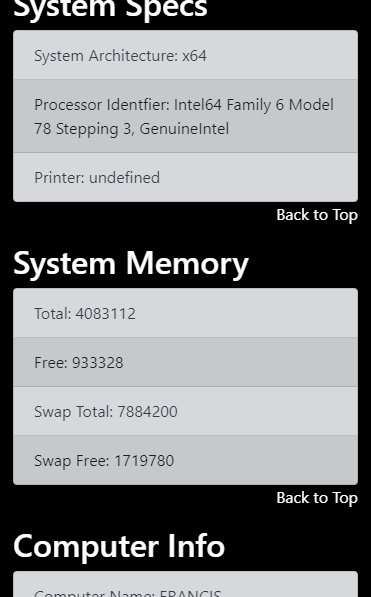 System Specs
System Architecture: x64
Processor Identfier: Intel64 Family 6 Model
78 Stepping 3, GenuineIntel
Printer: undefined
Back to Top
System Memory
Total: 4083112
Free: 933328
Swap Total: 7884200
Swap Free: 1719780
Back to Top
Computer Info
Computer Name: FRANCIS